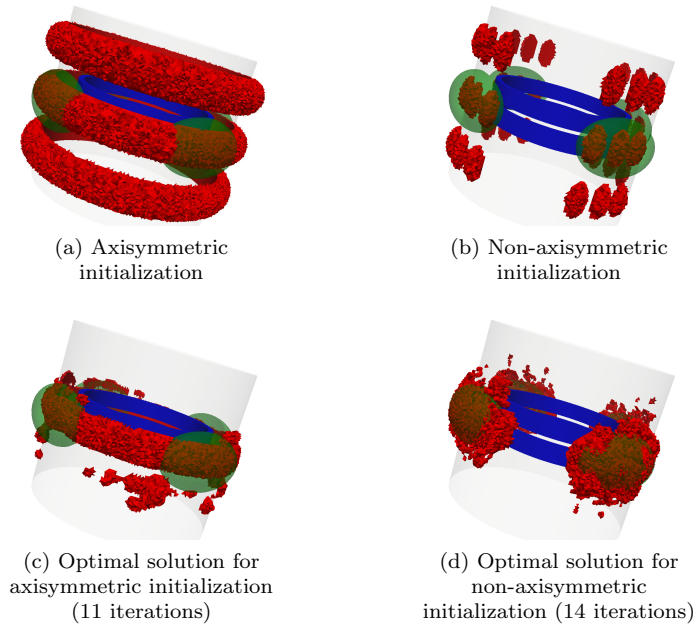 (a) Axisymmetric
initialization
(b) Non-axisymmetric
initialization
(c) Optimal solution for
axisymmetric initialization
(11 iterations)
(d) Optimal solution for
non-axisymmetric
initialization (14 iterations)